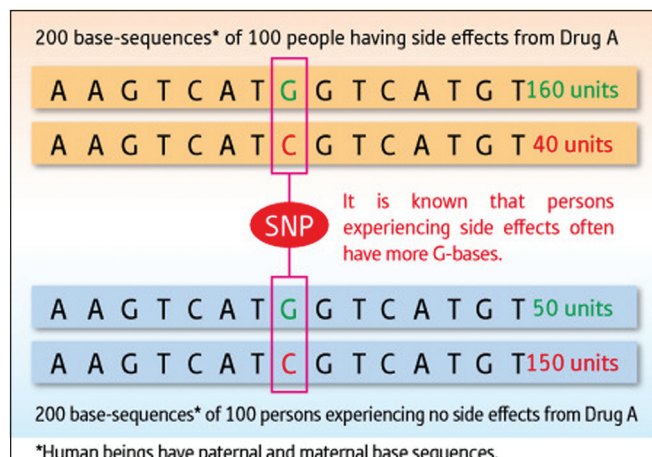 200 base-sequences* of 100 people having side effects from Drug A
A A G T C A T G G T C A T G T 160 units
A A G T C A T C G T C A T G T 40 units
It is known that persons
SNP experiencing side effects often
have more G-bases.
A A G T C A T G G T C A T G T 50 units
A A G T C A T C G T C A T G T 150 units
200 base-sequences* of 100 persons experiencing no side effects from Drug A
*Human beings have paternal and maternal base sequences.